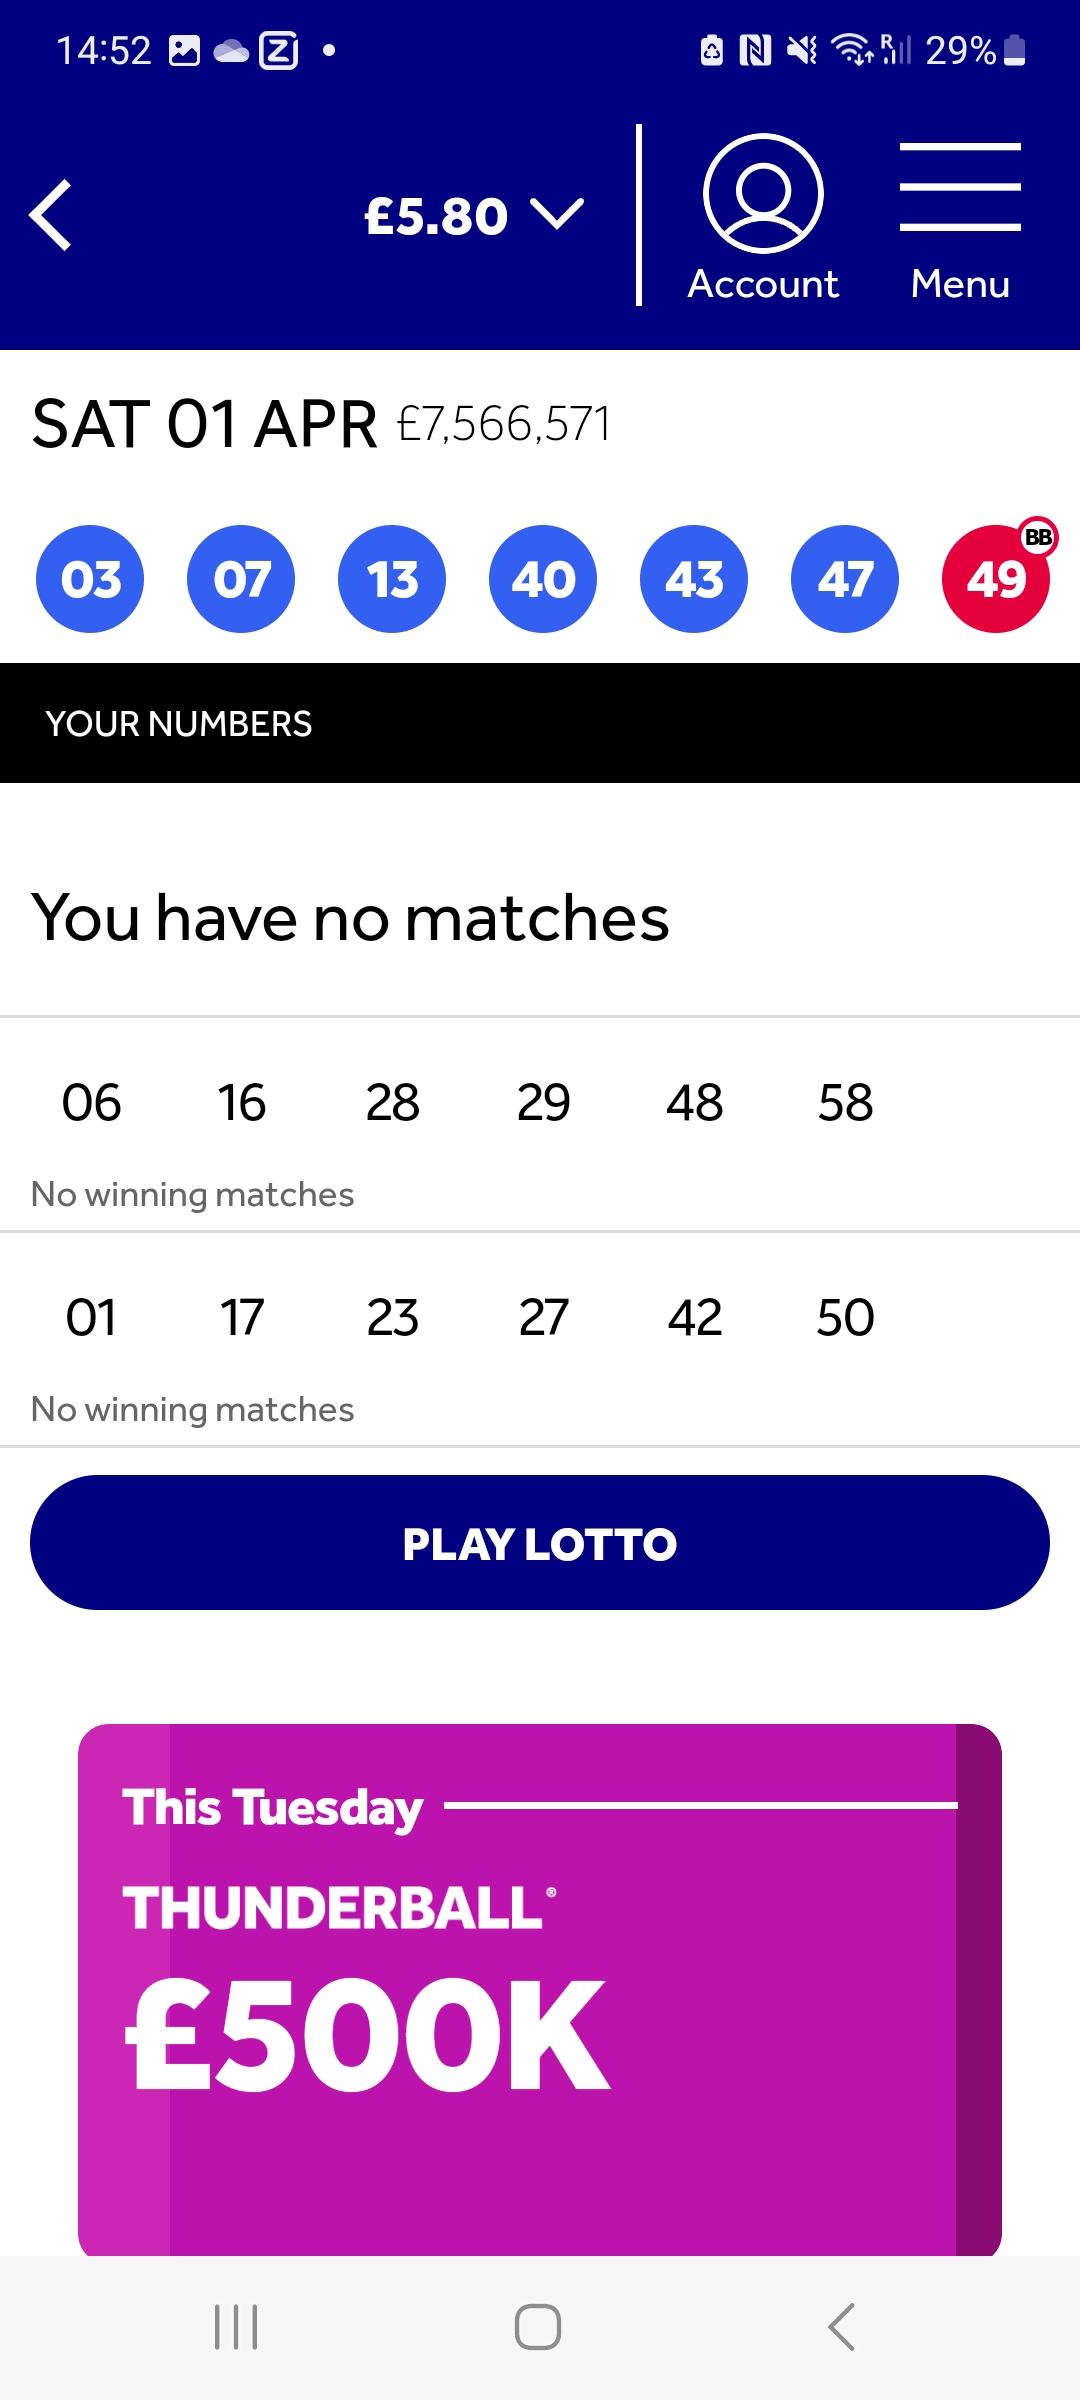 14:52 29%
£5.80
Account Menu
SAT 01 APR £7,566,571
03 07 13 40 43 47 49 BB
YOUR NUMBERS
You have no matches
06 16 28 29 48 58
No winning matches
01 17 23 27 42 50
No winning matches
PLAY LOTTO
This Tuesday
THUNDERBALL®
£500K